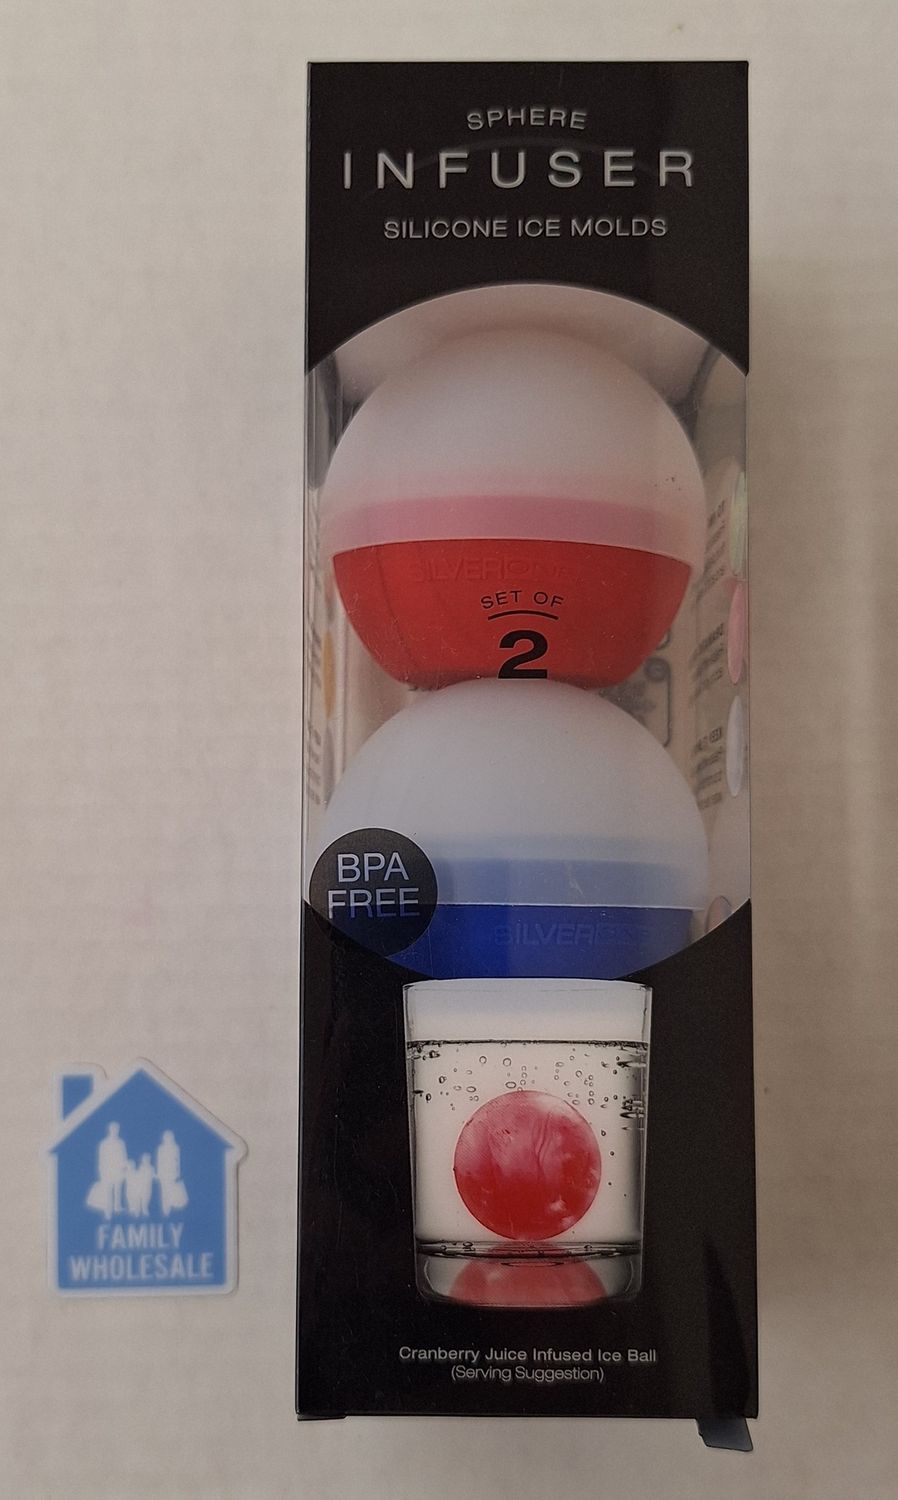 SPHERE
INFUSER
SILICONE ICE MOLDS
SET OF
2
BPA
FREE
FAMILY
WHOLESALE
Cranberry Juice Infused Ice Ball
(Serving Suggestion)